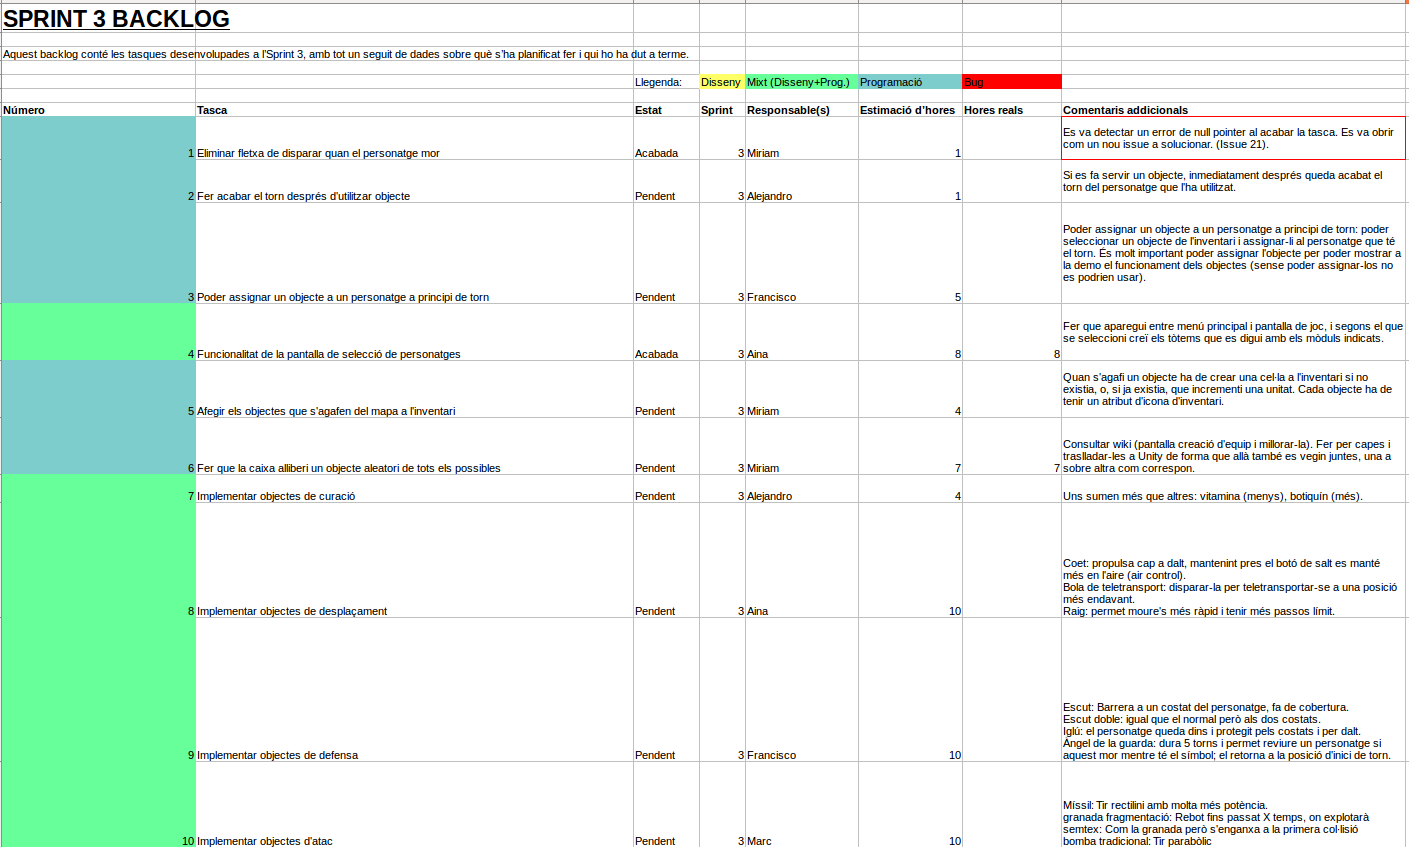 SPRINT 3 BACKLOG
Aquest backlog conté les tasques desenvolupades a l'Sprint 3, amb tot un seguit de dades sobre què s'ha planificat fer i qui ho ha dut a terme.
Llegenda: Disseny Mixt (Disseny+Prog.) Programació Bug
Número Tasca Estat Sprint Responsable(s) Estimació d'hores Hores reals Comentaris addicionals
Es va detectar un error de null pointer al acabar la tasca. Es va obrir
com un nou issue a solucionar. (Issue 21).
1 Eliminar fletxa de disparar quan el personatge mor Acabada 3 Miriam 1
Si es fa servir un objecte, inmediatament després queda acabat el
torn del personatge que l'ha utilitzat.
2 Fer acabar el torn després d'utilitzar objecte Pendent 3 Alejandro 1
Poder assignar un objecte a un personatge a principi de torn: poder
seleccionar un objecte de l'inventari i assignar-li al personatge que té
el torn. És molt important poder assignar l'objecte per poder mostrar a
la demo el funcionament dels objectes (sense poder assignar-los no
es podrien usar).
3 Poder assignar un objecte a un personatge a principi de torn Pendent 3 Francisco 5
Fer que aparegui entre menú principal i pantalla de joc, i segons el que
se seleccioni creï els tòtems que es digui amb els mòduls indicats.
4 Funcionalitat de la pantalla de selecció de personatges Acabada 3 Aina 8 8
Quan s'agafi un objecte ha de crear una cel·la a l'inventari si no
existia, o, si ja existia, que incrementi una unitat. Cada objecte ha de
tenir un atribut d'icona d'inventari.
5 Afegir els objectes que s'agafen del mapa a l'inventari Pendent 3 Miriam 4
Consultar wiki (pantalla creació d'equip i millorar-la). Fer per capes i
traslladar-les a Unity de forma que allà també es vegin juntes, una a
sobre altra com correspon.
6 Fer que la caixa alliberi un objecte aleatori de tots els possibles Pendent 3 Miriam 7 7
7 Implementar objectes de curació Pendent 3 Alejandro 4 Uns sumen més que altres: vitamina (menys), botiquín (més).
Coet: propulsa cap a dalt, mantenint pres el botó de salt es manté
més en l'aire (air control).
Bola de teletransport: disparar-la per teletransportar-se a una posició
més endavant.
Raig: permet moure's més ràpid i tenir més passos límit.
8 Implementar objectes de desplaçament Pendent 3 Aina 10
Escut: Barrera a un costat del personatge, fa de cobertura.
Escut doble: igual que el normal però als dos costats.
Iglú: el personatge queda dins i protegit pels costats i per dalt.
Ángel de la guarda: dura 5 torns i permet reviure un personatge si
aquest mor mentre té el símbol; el retorna a la posició d'inici de torn.
9 Implementar objectes de defensa Pendent 3 Francisco 10
Míssil: Tir rectilini amb molta més potència.
granada fragmentació: Rebot fins passat X temps, on explotarà
semtex: Com la granada però s'enganxa a la primera col·lisió
bomba tradicional: Tir parabòlic
10 Implementar objectes d'atac Pendent 3 Marc 10